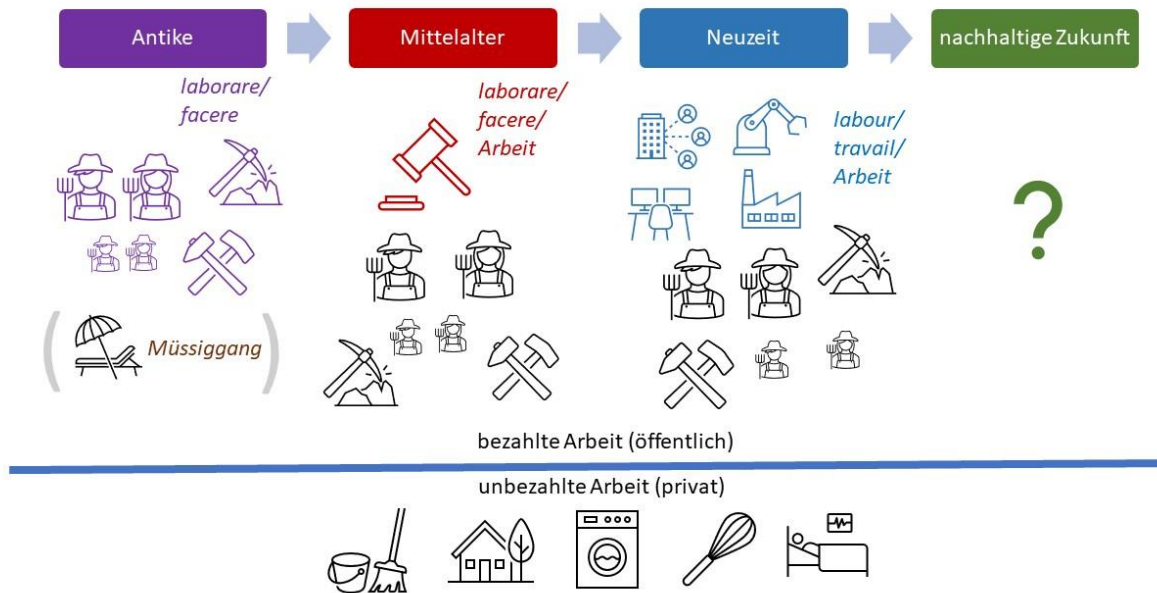 Antike
Mittelalter
Neuzeit
nachhaltige Zukunft
laborare/
facere
laborare/
facere/
Arbeit
labour/
travail/
Arbeit
?
Müssiggang
bezahlte Arbeit (öffentlich)
unbezahlte Arbeit (privat)